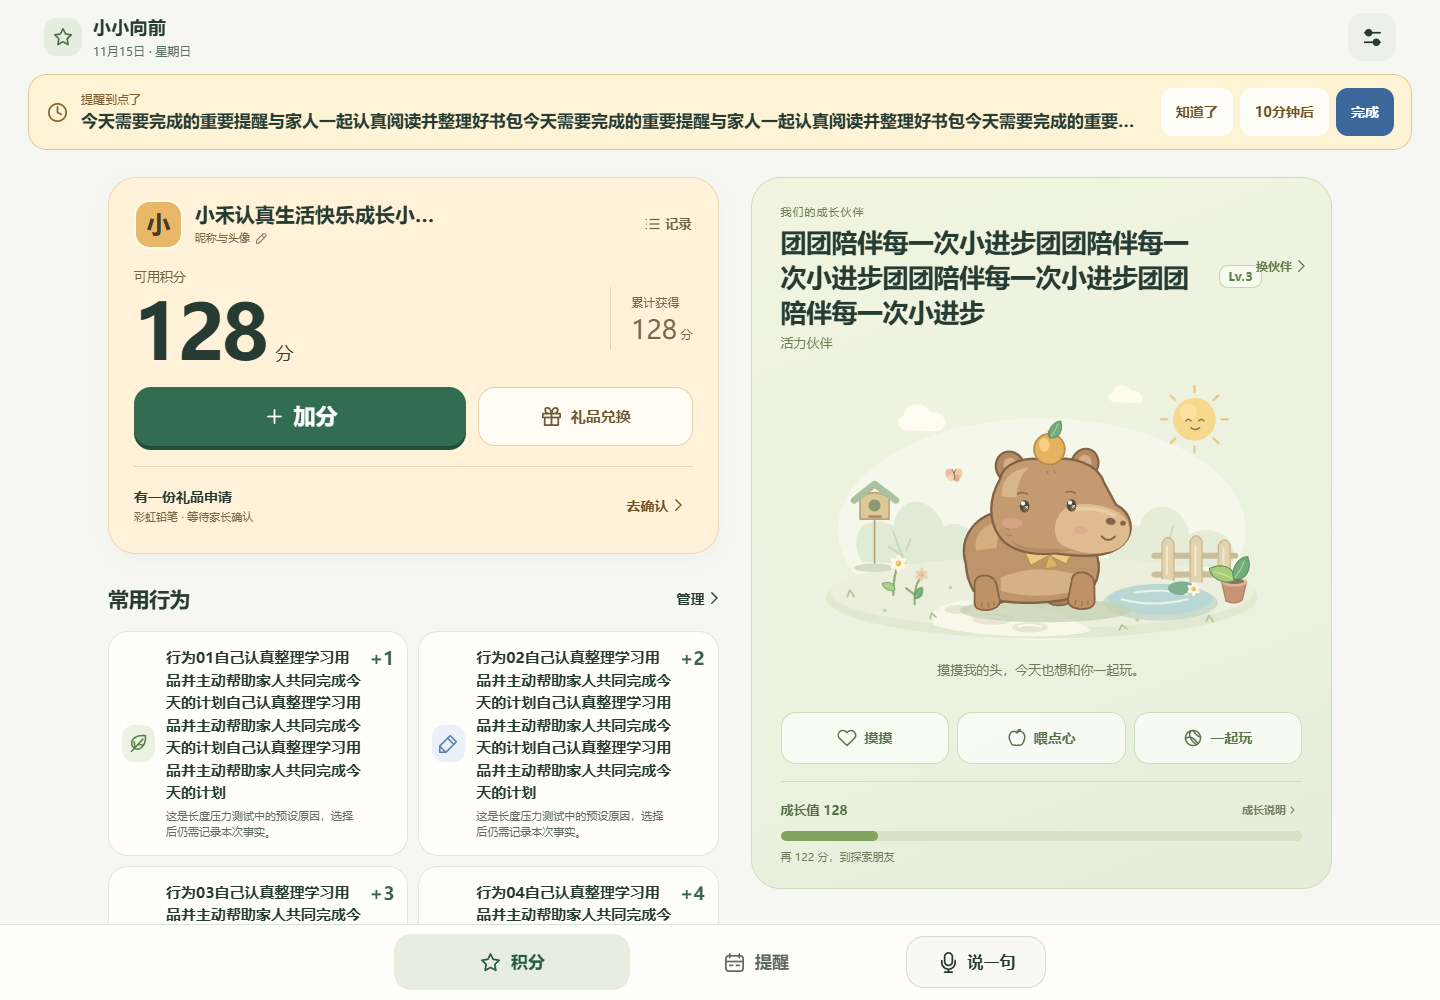 小小向前
11月15日 · 星期日
提醒到点了
今天需要完成的重要提醒与家人一起认真阅读并整理好书包今天需要完成的重要提醒与家人一起认真阅读并整理好书包今天需要完成的重要…
知道了
10分钟后
完成
小
小禾认真生活快乐成长小…
昵称与头像
记录
可用积分
128 分
累计获得
128 分
加分
礼品兑换
有一份礼品申请
彩虹铅笔 · 等待家长确认
去确认
常用行为
管理
行为01自己认真整理学习用
品并主动帮助家人共同完成今
天的计划自己认真整理学习用
品并主动帮助家人共同完成今
天的计划自己认真整理学习用
品并主动帮助家人共同完成今
天的计划
+1
这是长度压力测试中的预设原因，选择
后仍需记录本次事实。
行为02自己认真整理学习用
品并主动帮助家人共同完成今
天的计划自己认真整理学习用
品并主动帮助家人共同完成今
天的计划自己认真整理学习用
品并主动帮助家人共同完成今
天的计划
+2
这是长度压力测试中的预设原因，选择
后仍需记录本次事实。
行为03自己认真整理学习用
品并主动帮助家人共同完成今
+3
行为04自己认真整理学习用
品并主动帮助家人共同完成今
+4
我们的成长伙伴
团团陪伴每一次小进步团团陪伴每一
次小进步团团陪伴每一次小进步团团
陪伴每一次小进步
Lv.3
换伙伴
活力伙伴
摸摸我的头，今天也想和你一起玩。
摸摸
喂点心
一起玩
成长值 128
成长说明
再 122 分，到探索朋友
积分
提醒
说一句